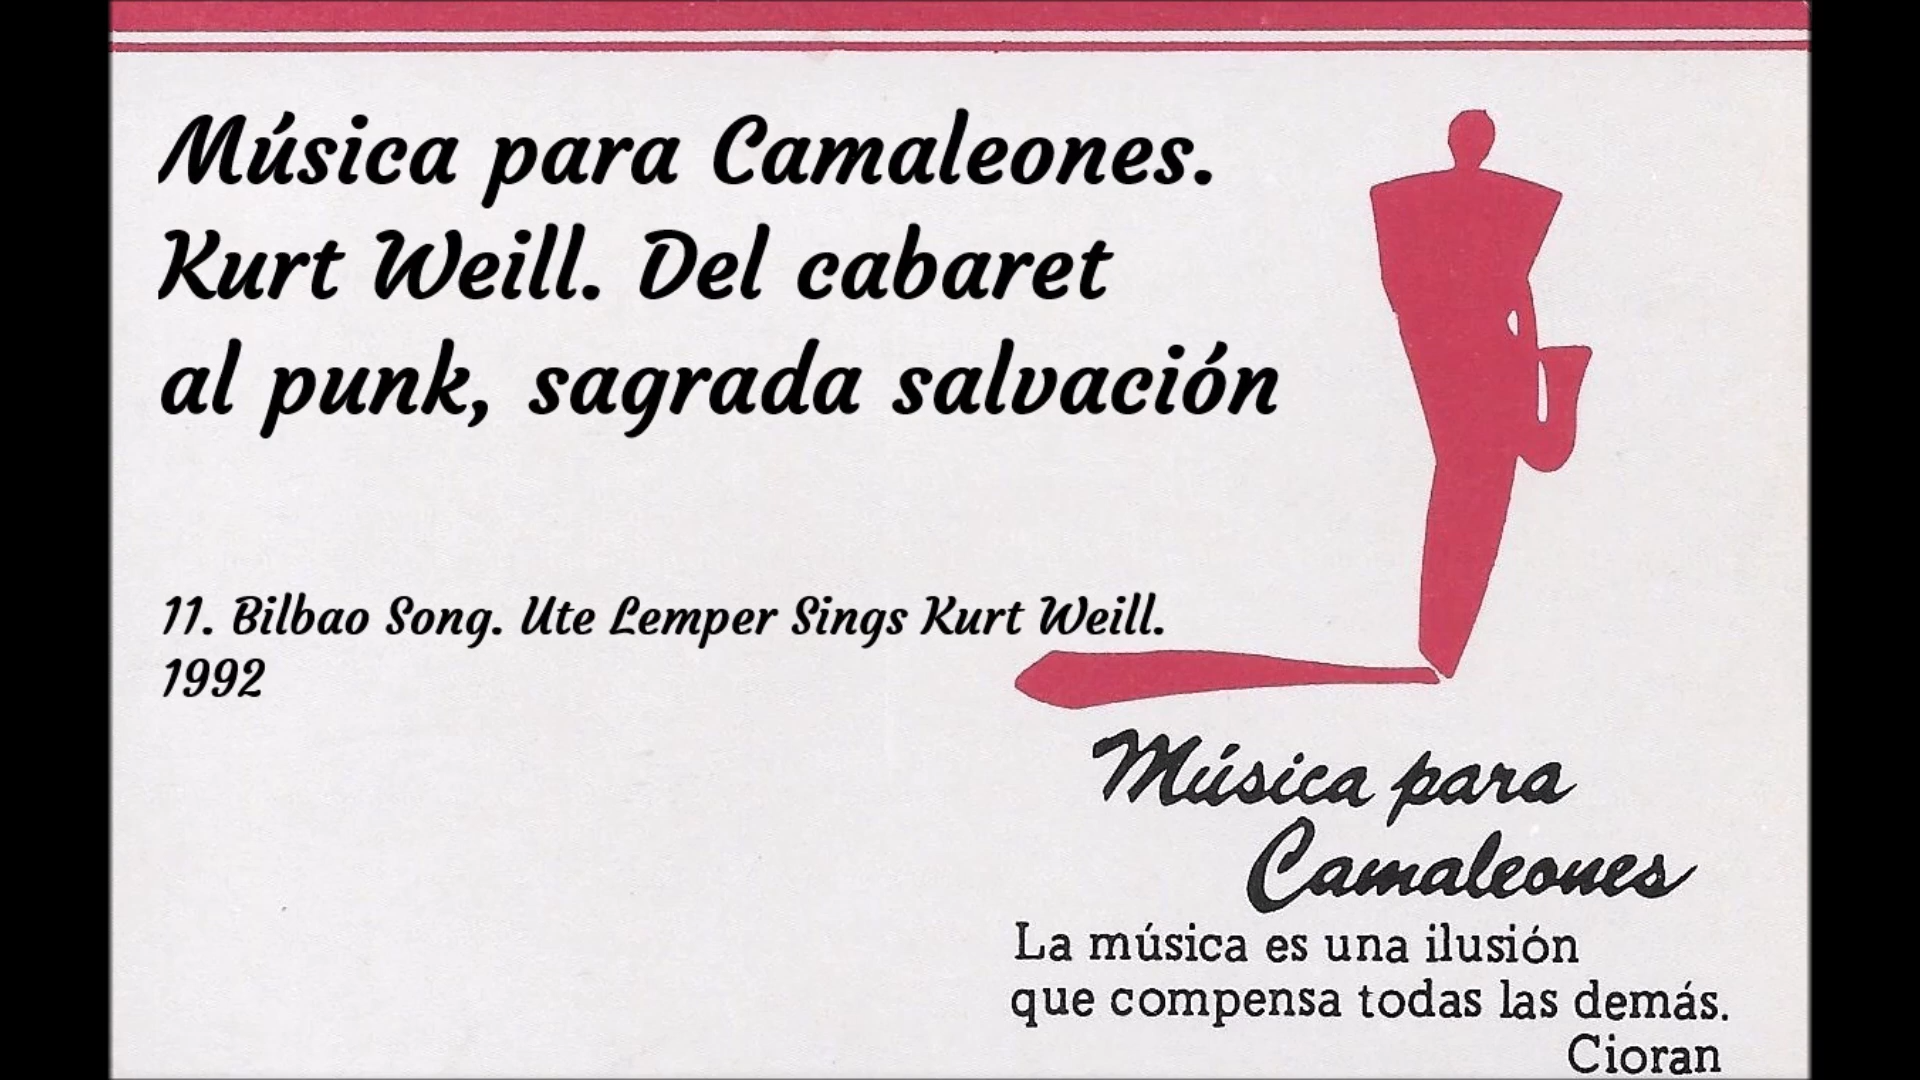 Música para Camaleones.
Kurt Weill. Del cabaret
al punk, sagrada salvación
11. Bilbao Song. Ute Lemper Sings Kurt Weill.
1992
Música para
Camaleones
La música es una ilusión
que compensa todas las demás.
Cioran